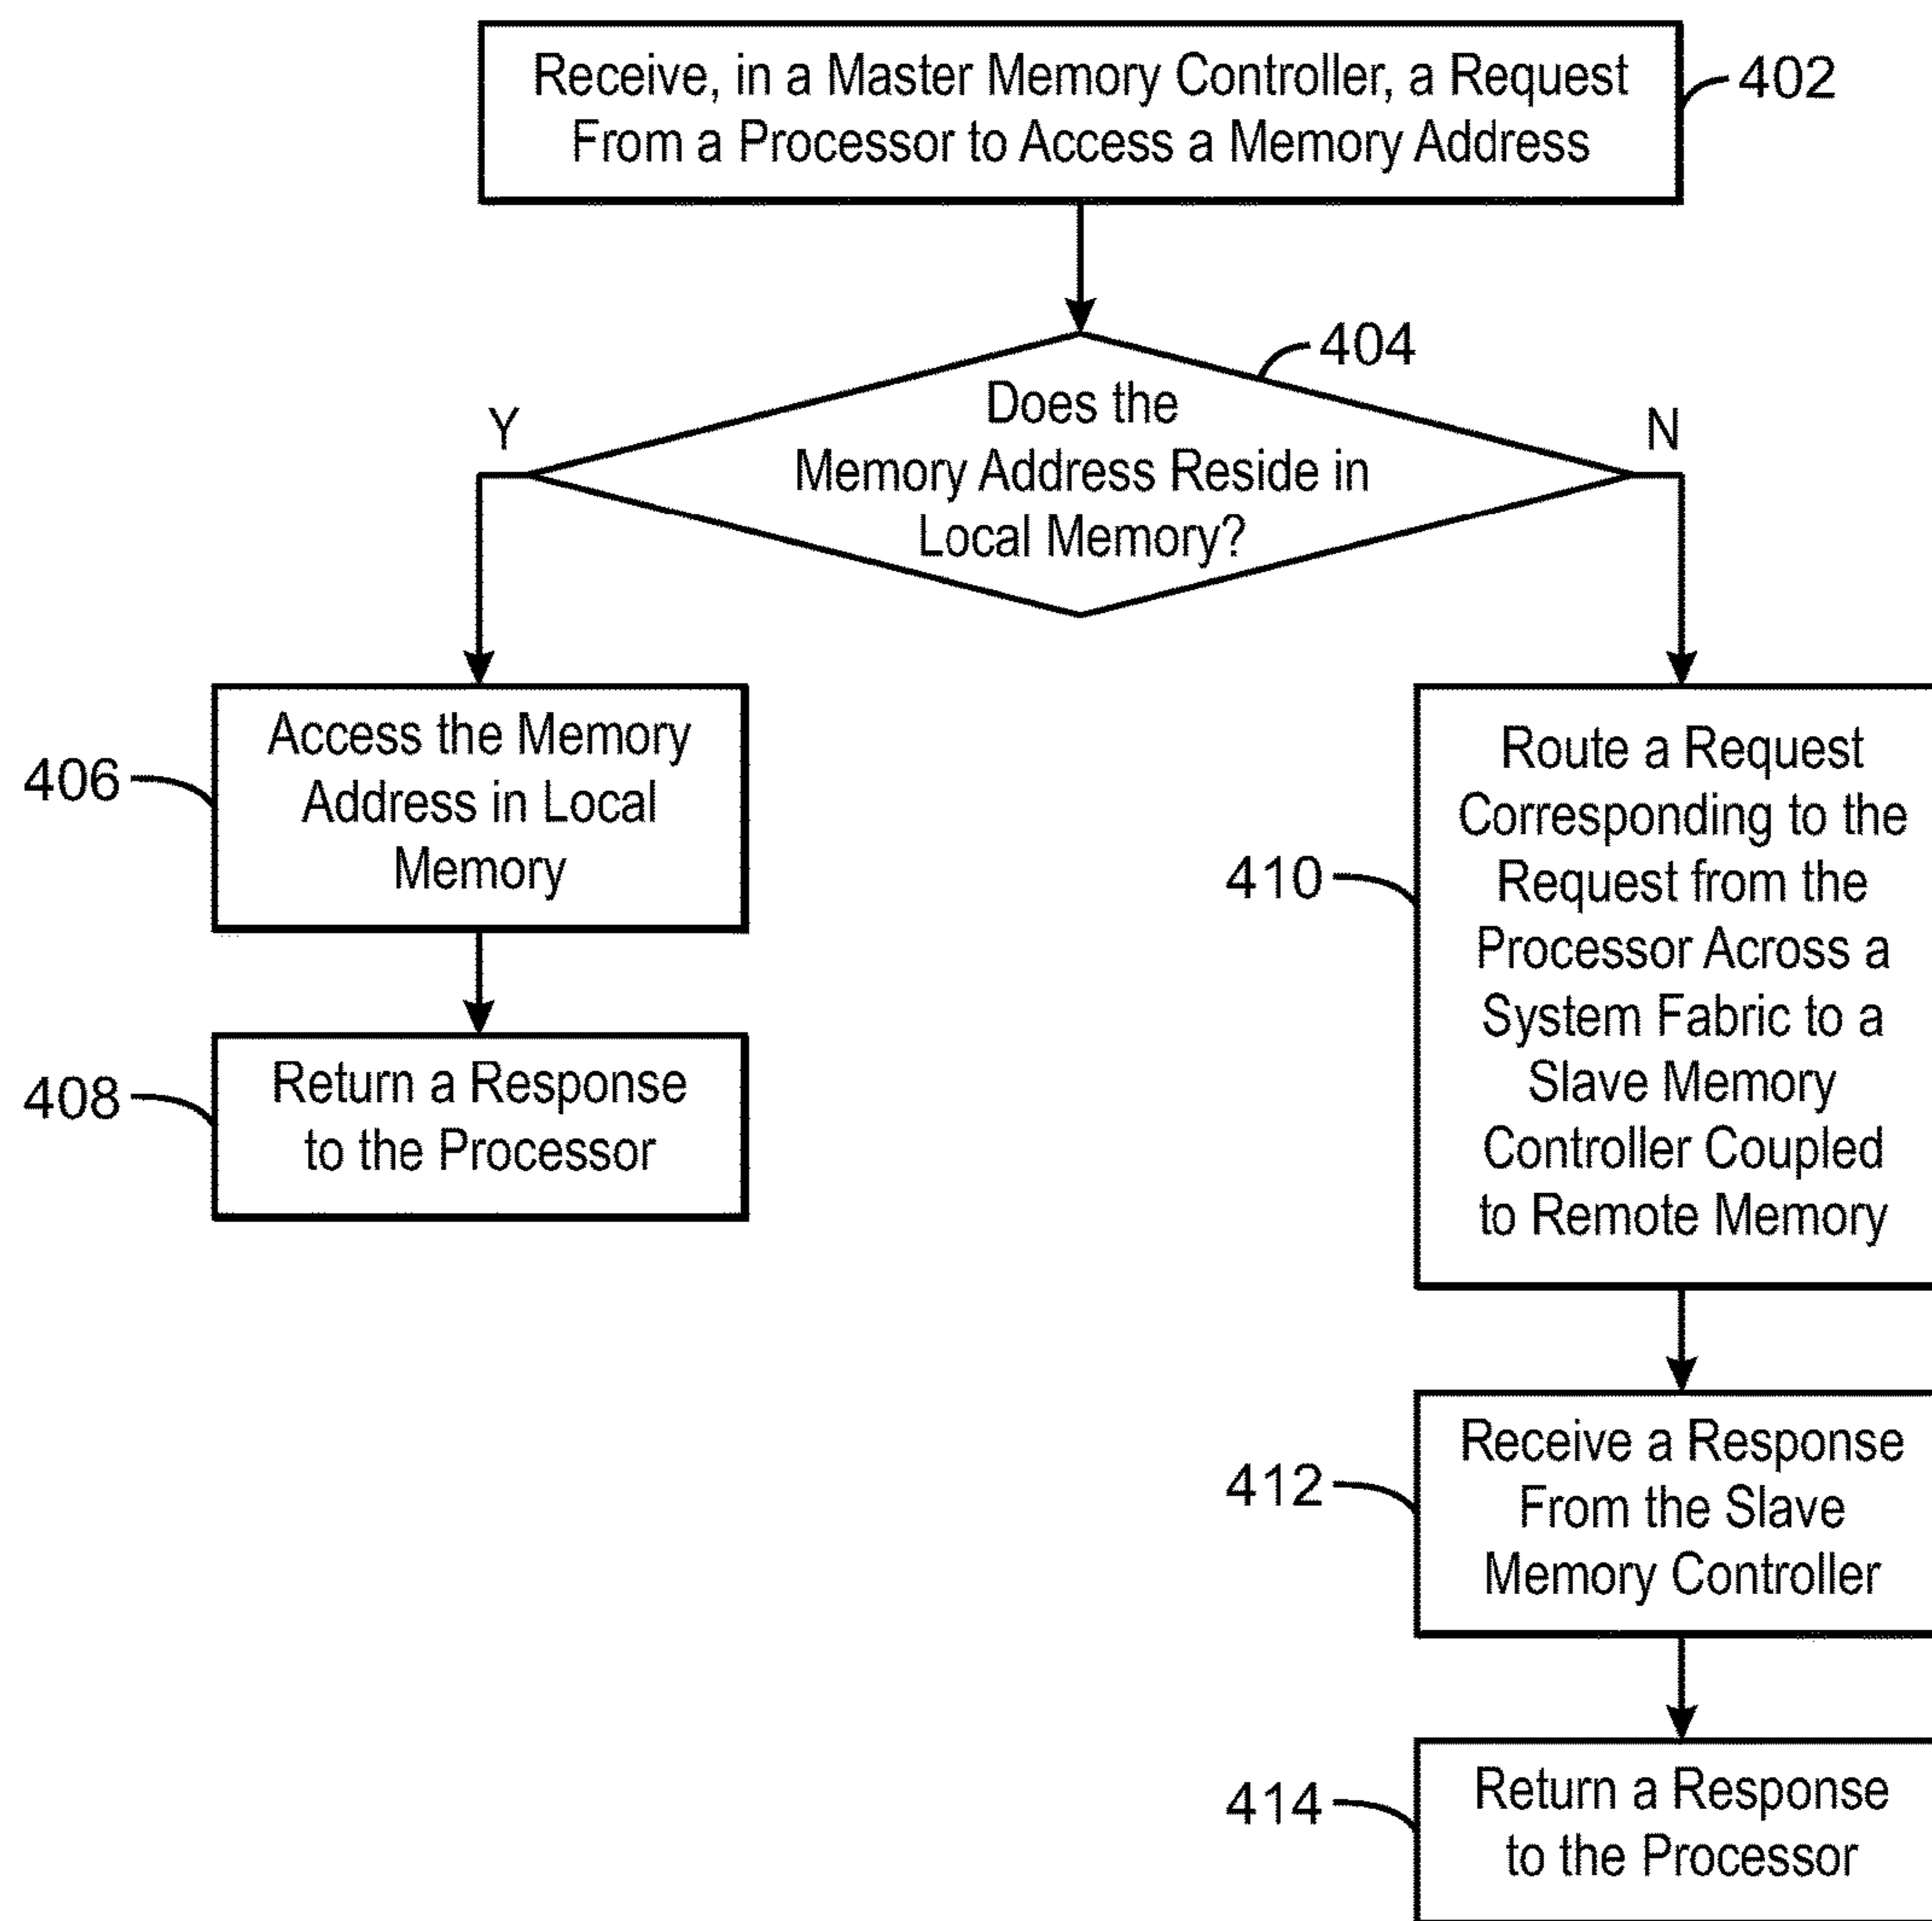 Receive, in a Master Memory Controller, a Request
From a Processor to Access a Memory Address
402
404
Does the
Memory Address Reside in
Local Memory?
Y
N
406
Access the Memory
Address in Local
Memory
408
Return a Response
to the Processor
410
Route a Request
Corresponding to the
Request from the
Processor Across a
System Fabric to a
Slave Memory
Controller Coupled
to Remote Memory
412
Receive a Response
From the Slave
Memory Controller
414
Return a Response
to the Processor